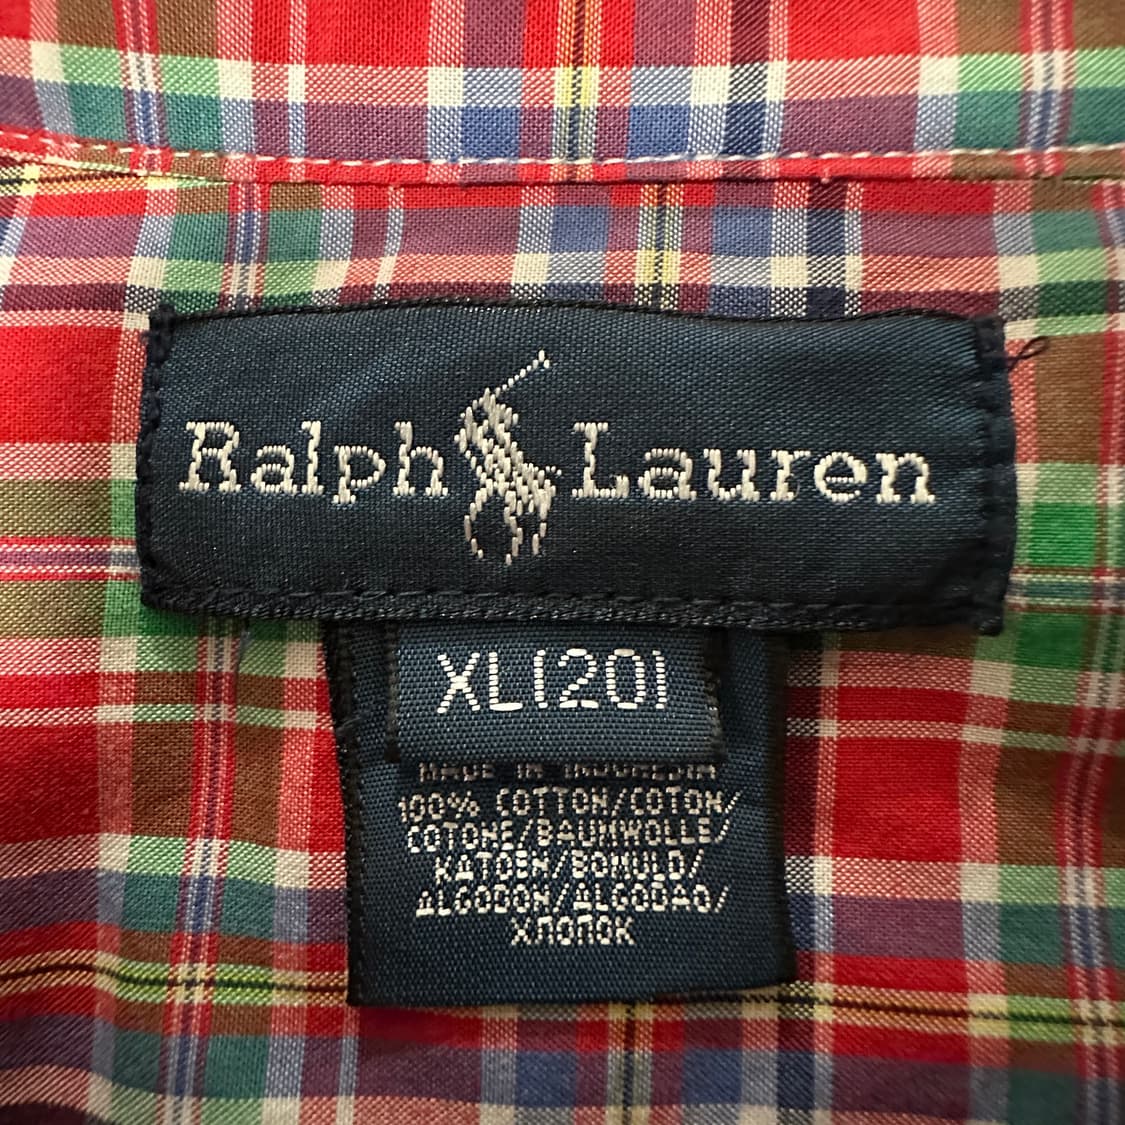 Ralph Lauren
XL(20)
MADE IN INDONESIA
100% COTTON/COTON/
COTONE/BAUMWOLLE/
KATOEN/BOMULD/
ALGODON/ALGODAO/
ХЛОПОК